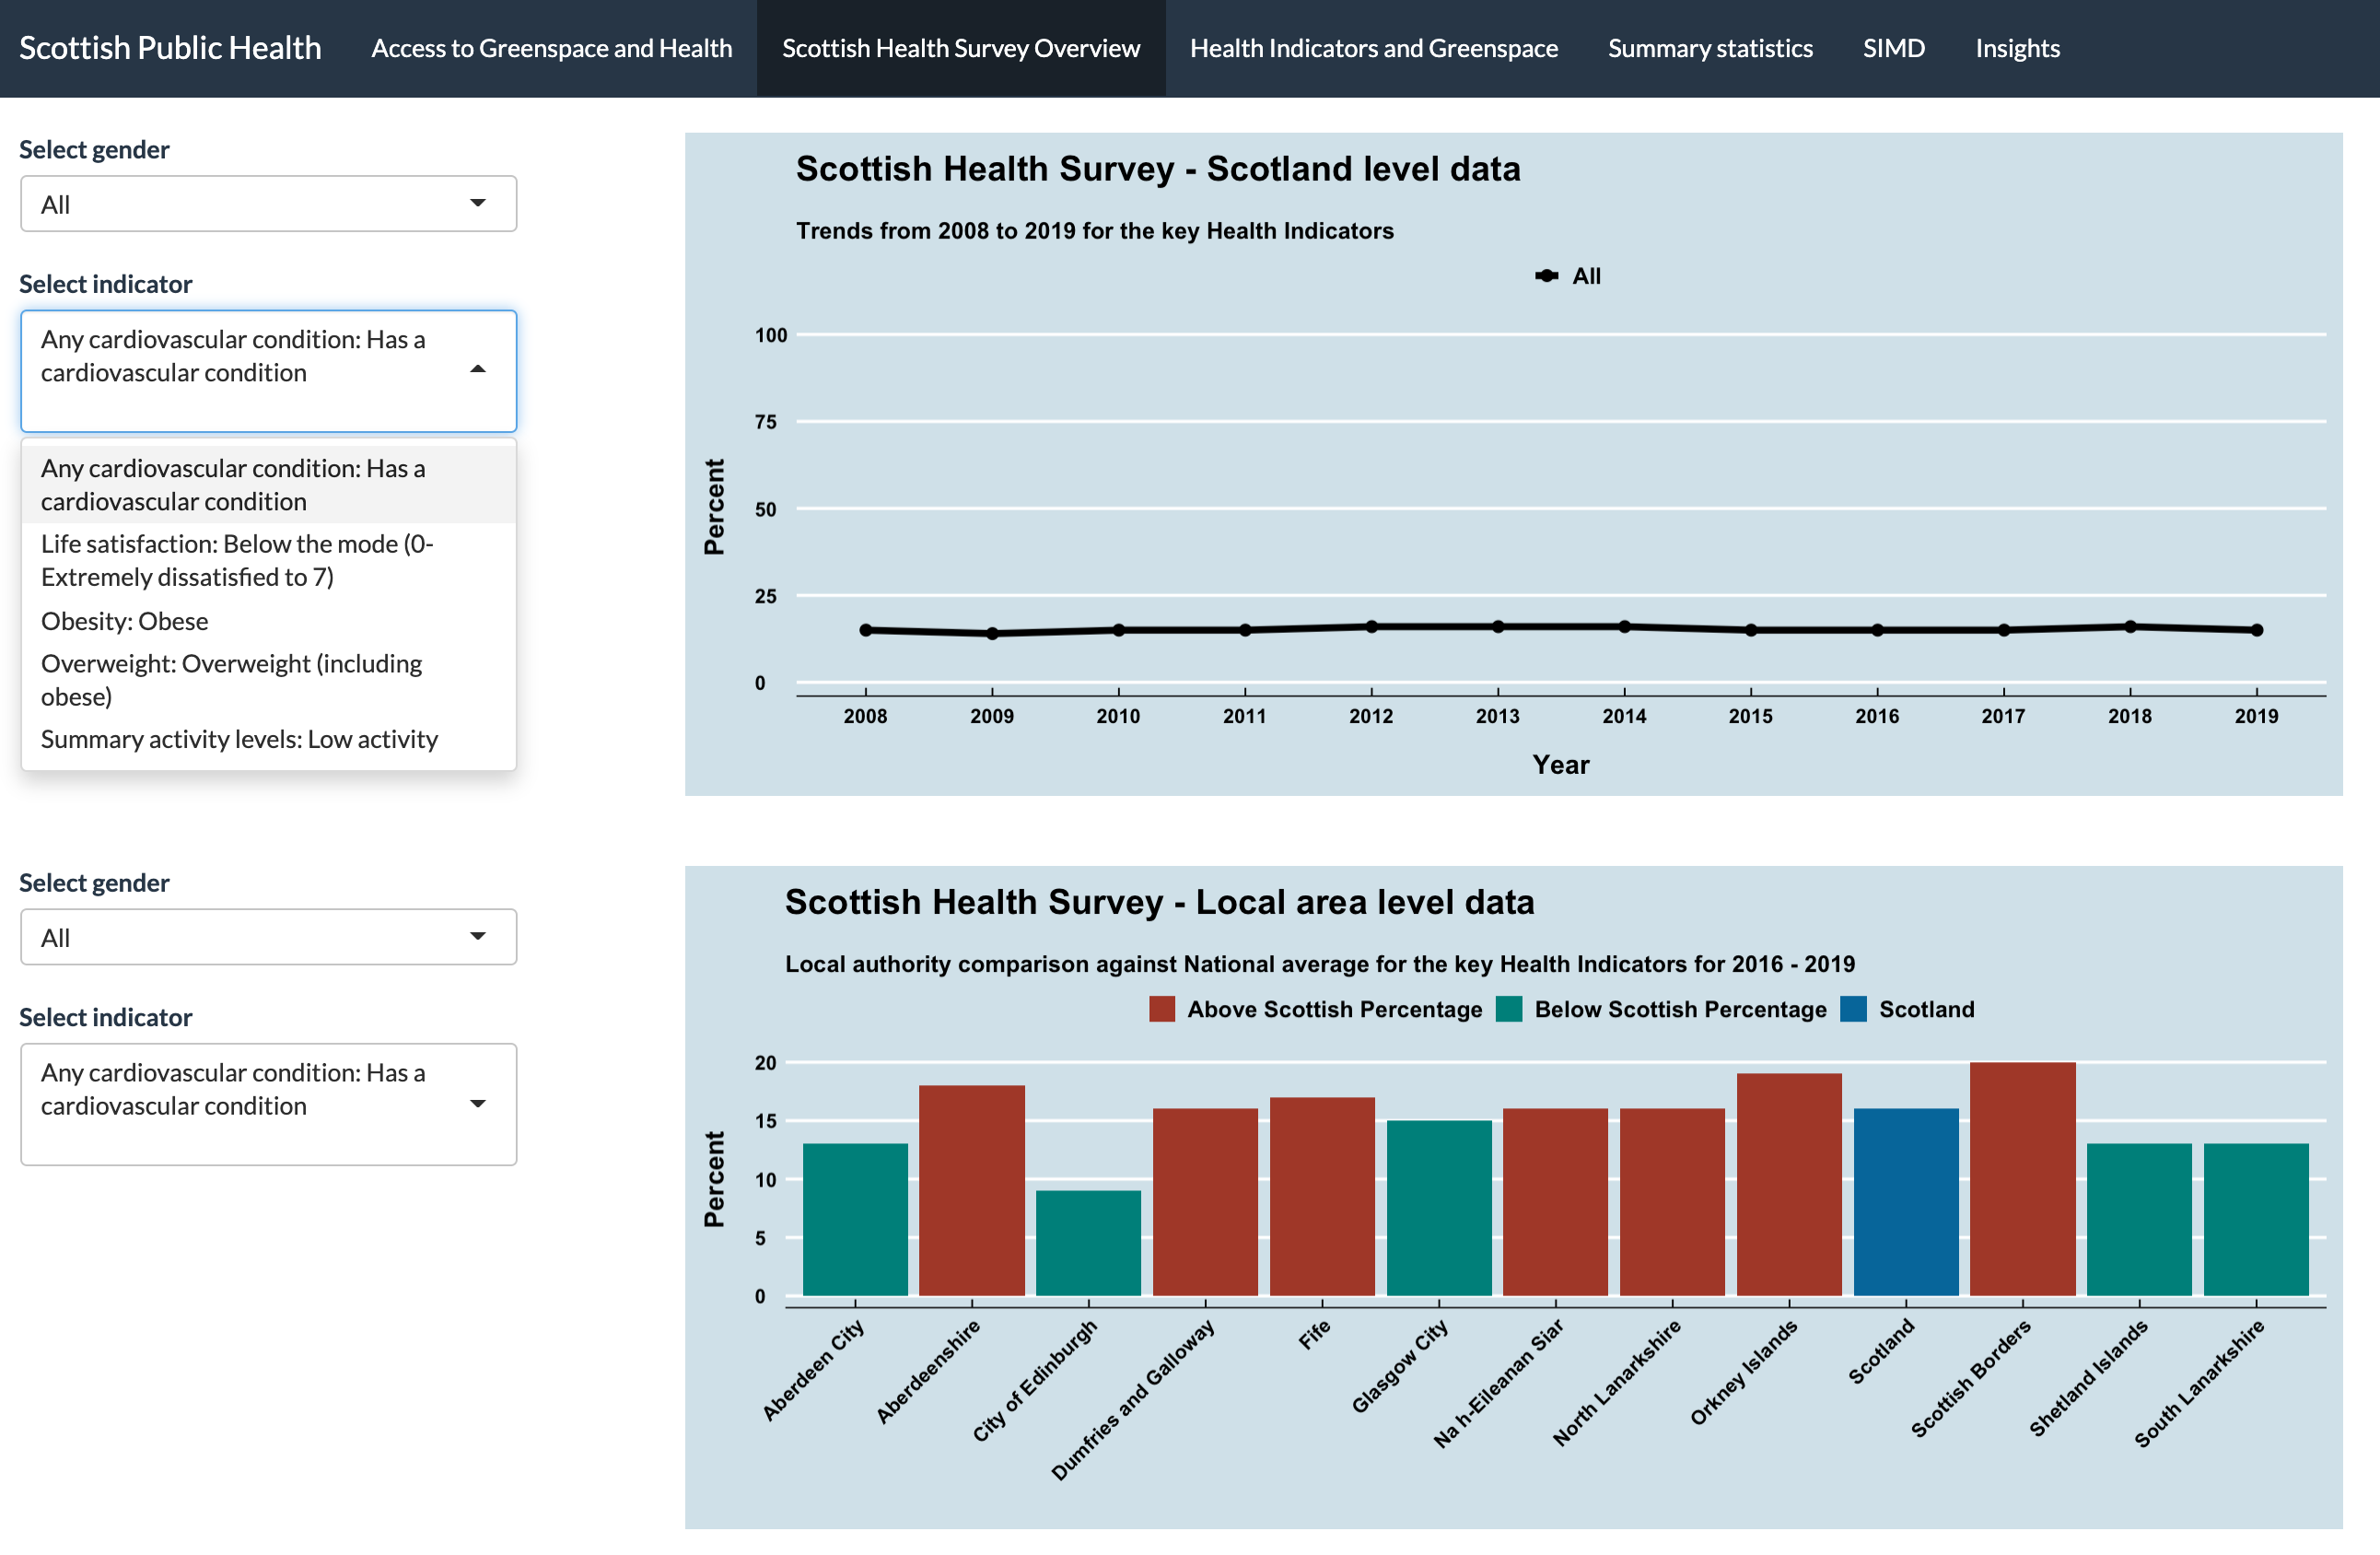 Scottish Public Health
Access to Greenspace and Health
Scottish Health Survey Overview
Health Indicators and Greenspace
Summary statistics
SIMD
Insights
Select gender
All
Select indicator
Any cardiovascular condition: Has a
cardiovascular condition
Any cardiovascular condition: Has a
cardiovascular condition
Life satisfaction: Below the mode (0-
Extremely dissatisfied to 7)
Obesity: Obese
Overweight: Overweight (including
obese)
Summary activity levels: Low activity
Scottish Health Survey - Scotland level data
Trends from 2008 to 2019 for the key Health Indicators
All
Percent
100
75
50
25
0
2008 2009 2010 2011 2012 2013 2014 2015 2016 2017 2018 2019
Year
Select gender
All
Select indicator
Any cardiovascular condition: Has a
cardiovascular condition
Scottish Health Survey - Local area level data
Local authority comparison against National average for the key Health Indicators for 2016 - 2019
Above Scottish Percentage
Below Scottish Percentage
Scotland
Percent
20
15
10
5
0
Aberdeen City
Aberdeenshire
City of Edinburgh
Dumfries and Galloway
Fife
Glasgow City
Na h-Eileanan Siar
North Lanarkshire
Orkney Islands
Scotland
Scottish Borders
Shetland Islands
South Lanarkshire